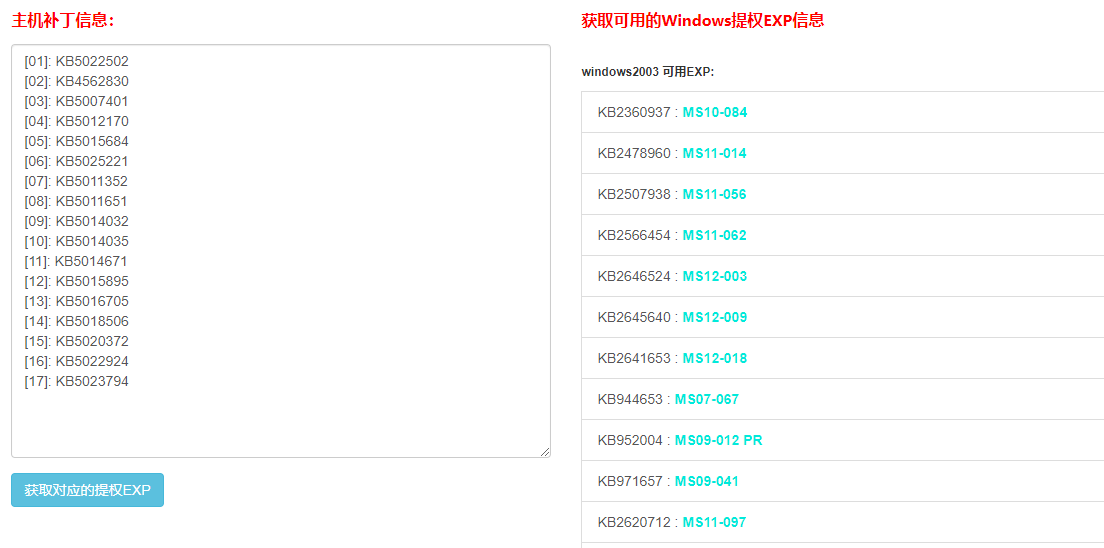 主机补丁信息：
[01]: KB5022502
[02]: KB4562830
[03]: KB5007401
[04]: KB5012170
[05]: KB5015684
[06]: KB5025221
[07]: KB5011352
[08]: KB5011651
[09]: KB5014032
[10]: KB5014035
[11]: KB5014671
[12]: KB5015895
[13]: KB5016705
[14]: KB5018506
[15]: KB5020372
[16]: KB5022924
[17]: KB5023794
获取对应的提权EXP
获取可用的Windows提权EXP信息
windows2003 可用EXP:
KB2360937 : MS10-084
KB2478960 : MS11-014
KB2507938 : MS11-056
KB2566454 : MS11-062
KB2646524 : MS12-003
KB2645640 : MS12-009
KB2641653 : MS12-018
KB944653 : MS07-067
KB952004 : MS09-012 PR
KB971657 : MS09-041
KB2620712 : MS11-097